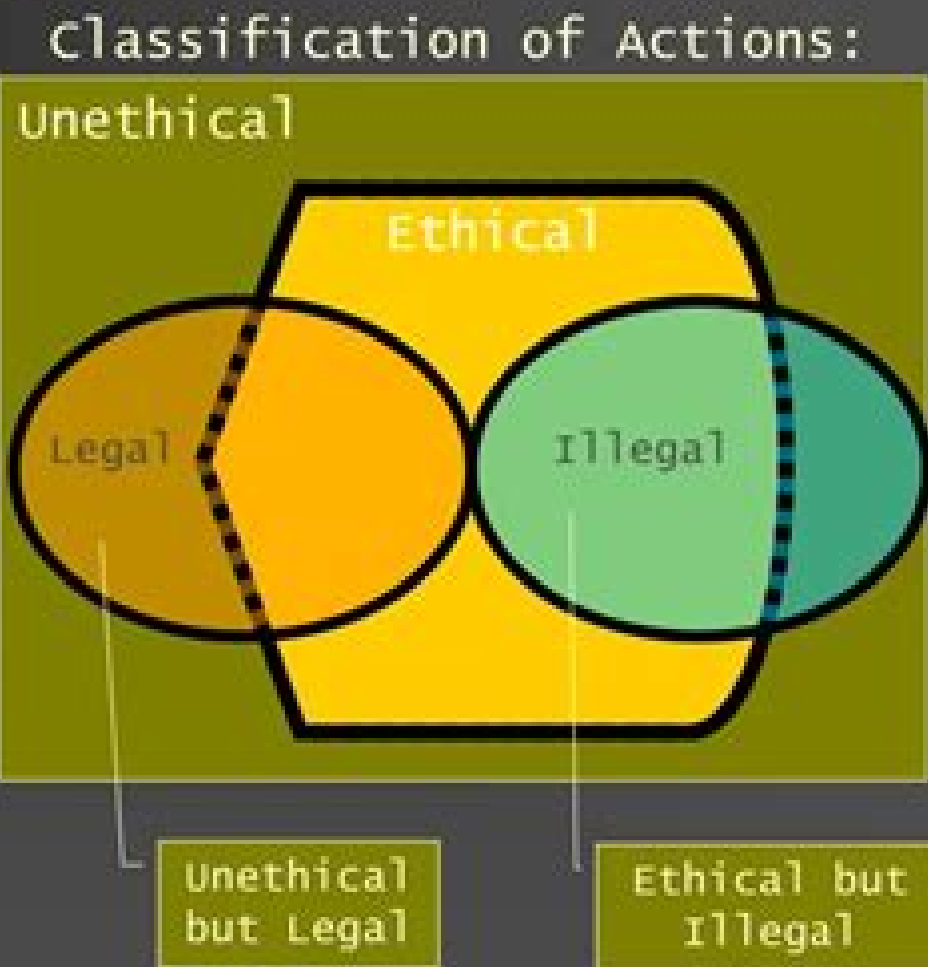 Classification of Actions:
Unethical
Ethical
Legal
Illegal
Unethical
but Legal
Ethical but
Illegal